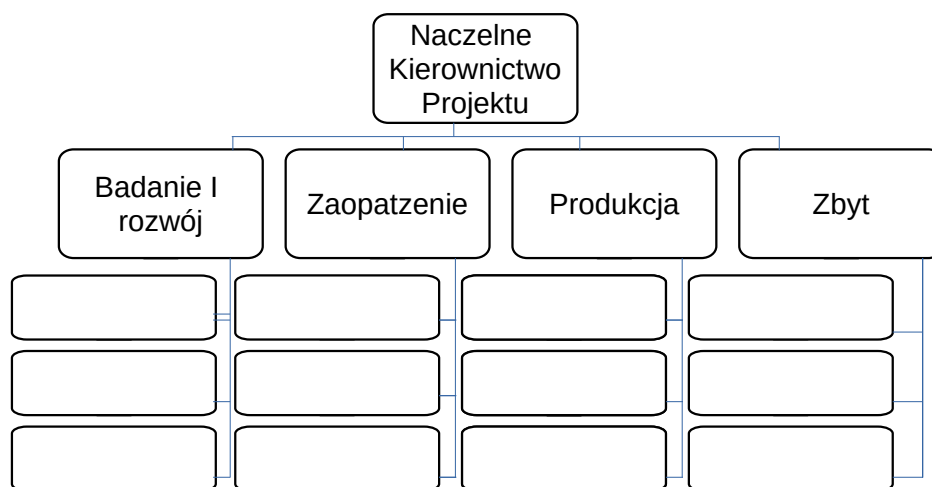 Naczelne
Kierownictwo
Projektu
Badanie I
rozwój
Zaopatzenie
Produkcja
Zbyt